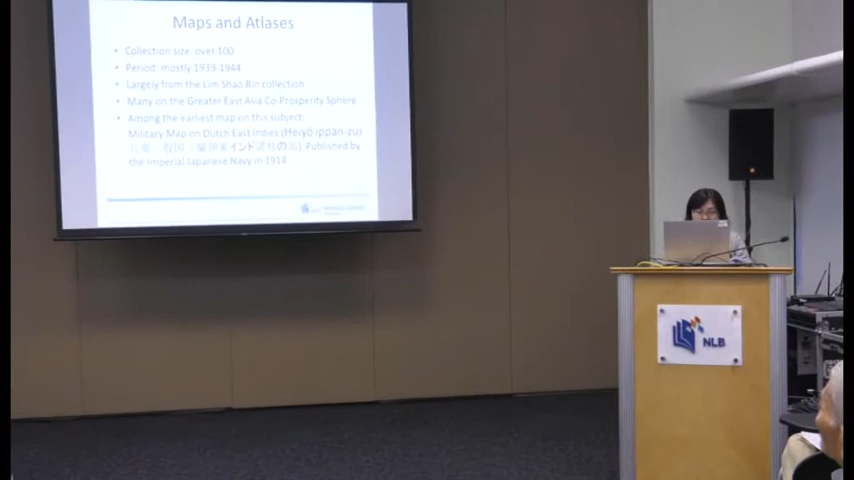 Maps and Atlases
• Collection size: over 100
• Period: mostly 1939-1944
• Largely from the Lim Shao Bin collection
• Many on the Greater East Asia Co-Prosperity Sphere
• Among the earliest map on this subject:
Military Map on Dutch East Indies (Heiyō ippan-zu)
インド の Published by
the Imperial Japanese Navy in 1914
NLB